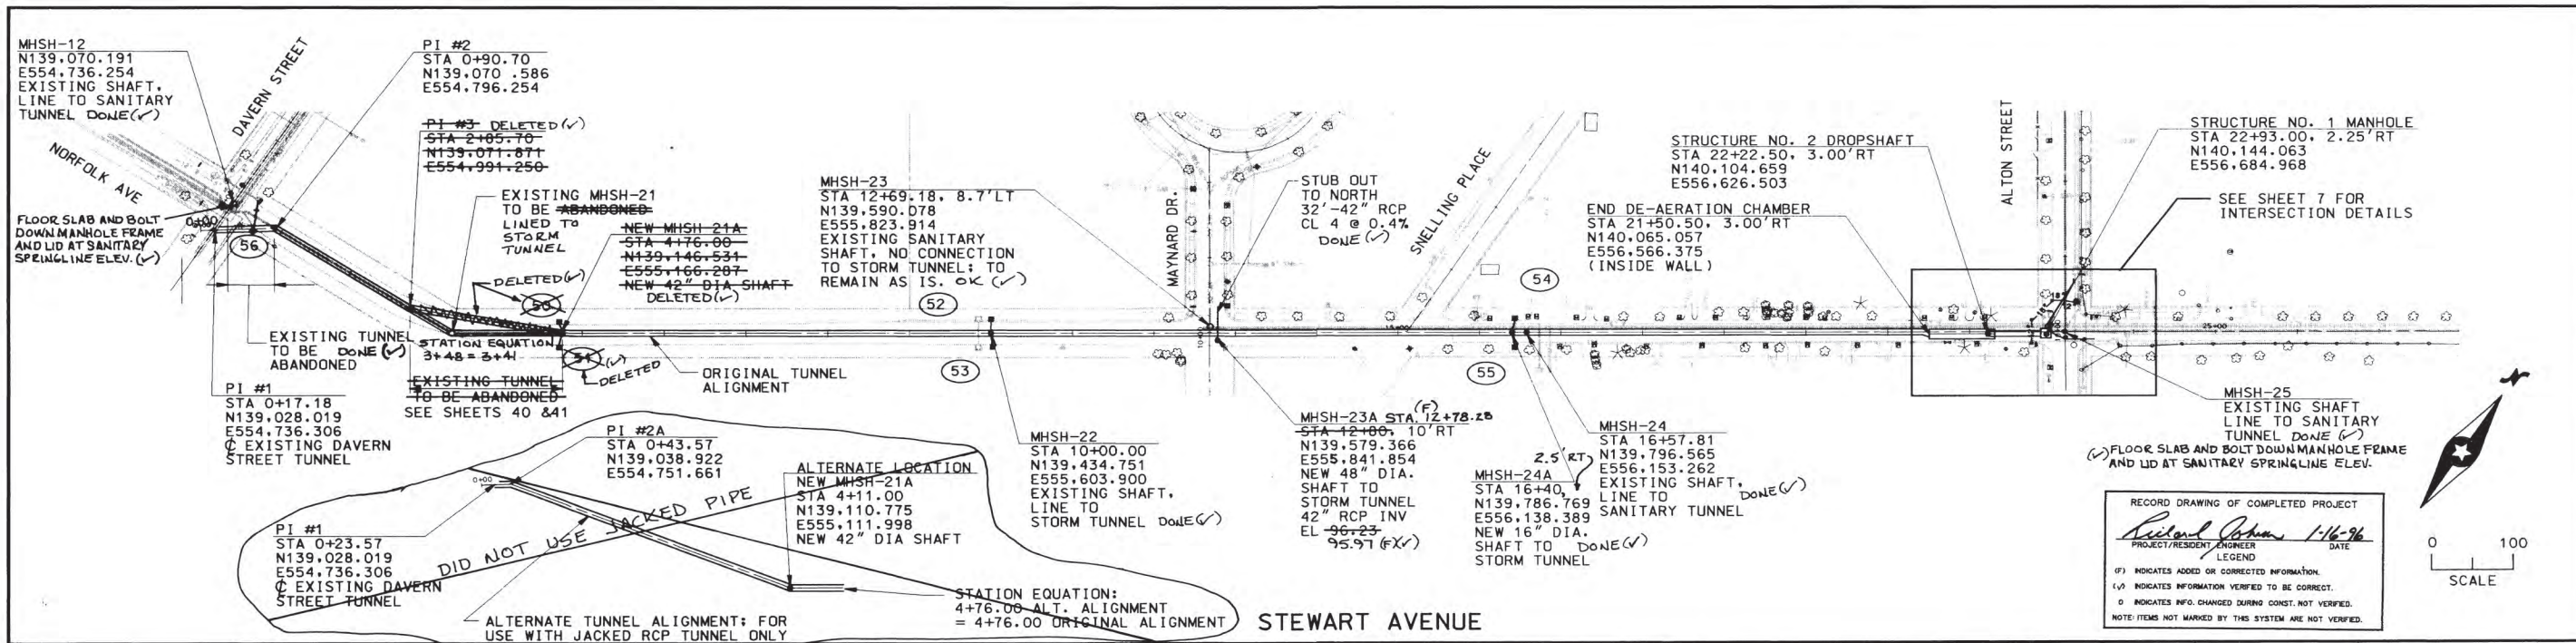 MHSH-12
N139,070.191
E554,736.254
EXISTING SHAFT,
LINE TO SANITARY
TUNNEL DONE(✓)
DAVERN STREET
NORFOLK AVE
FLOOR SLAB AND BOLT
DOWN MANHOLE FRAME
AND LID AT SANITARY
SPRINGLINE ELEV. (✓)
0+00
56
PI #2
STA 0+90.70
N139,070 .586
E554,796.254
PI #3 DELETED(✓)
STA 2+85.70
N139,071.871
E554,991.250
EXISTING MHSH-21
TO BE ABANDONED
LINED TO
STORM
TUNNEL
NEW MHSH 21A
STA 4+76.00
N139,146.531
E555,166.287
NEW 42" DIA SHAFT
DELETED(✓)
DELETED(✓)
50
STATION EQUATION
3+48 = 3+41
51
(✓)
DELETED
EXISTING TUNNEL
TO BE DONE (✓)
ABANDONED
EXISTING TUNNEL
TO BE ABANDONED
SEE SHEETS 40 &41
ORIGINAL TUNNEL
ALIGNMENT
PI #1
STA 0+17.18
N139,028.019
E554,736.306
℄ EXISTING DAVERN
STREET TUNNEL
MHSH-23
STA 12+69.18, 8.7'LT
N139,590.078
E555,823.914
EXISTING SANITARY
SHAFT, NO CONNECTION
TO STORM TUNNEL; TO
REMAIN AS IS. OK (✓)
52
53
MAYNARD DR.
STUB OUT
TO NORTH
32'-42" RCP
CL 4 @ 0.4%
DONE (✓)
SNELLING PLACE
10+00
15+00
54
55
STRUCTURE NO. 2 DROPSHAFT
STA 22+22.50, 3.00'RT
N140,104.659
E556,626.503
END DE-AERATION CHAMBER
STA 21+50.50, 3.00'RT
N140,065.057
E556,566.375
(INSIDE WALL)
ALTON STREET
STRUCTURE NO. 1 MANHOLE
STA 22+93.00, 2.25'RT
N140,144.063
E556,684.968
SEE SHEET 7 FOR
INTERSECTION DETAILS
25+00
MHSH-22
STA 10+00.00
N139,434.751
E555,603.900
EXISTING SHAFT,
LINE TO
STORM TUNNEL DONE(✓)
MHSH-23A STA. 12+78.28 (F)
STA 12+80, 10'RT
N139,579.366
E555,841.854
NEW 48" DIA.
SHAFT TO
STORM TUNNEL
42" RCP INV
EL 96.23
95.97 (F)(✓)
2.5' RT
MHSH-24A
STA 16+40,
N139,786.769
E556,138.389
NEW 16" DIA.
SHAFT TO DONE(✓)
STORM TUNNEL
MHSH-24
STA 16+57.81
N139,796.565
E556,153.262
EXISTING SHAFT,
LINE TO DONE(✓)
SANITARY TUNNEL
MHSH-25
EXISTING SHAFT
LINE TO SANITARY
TUNNEL DONE (✓)
(✓) FLOOR SLAB AND BOLT DOWN MANHOLE FRAME
AND LID AT SANITARY SPRINGLINE ELEV.
N
PI #2A
STA 0+43.57
N139,038.922
E554,751.661
0+00
PI #1
STA 0+23.57
N139,028.019
E554,736.306
℄ EXISTING DAVERN
STREET TUNNEL
DID NOT USE JACKED PIPE
ALTERNATE LOCATION
NEW MHSH-21A
STA 4+11.00
N139,110.775
E555,111.998
NEW 42" DIA SHAFT
ALTERNATE TUNNEL ALIGNMENT; FOR
USE WITH JACKED RCP TUNNEL ONLY
STATION EQUATION:
4+76.00 ALT. ALIGNMENT
= 4+76.00 ORIGINAL ALIGNMENT
STEWART AVENUE
RECORD DRAWING OF COMPLETED PROJECT
1-16-96
PROJECT/RESIDENT ENGINEER DATE
LEGEND
(F) INDICATES ADDED OR CORRECTED INFORMATION.
(✓) INDICATES INFORMATION VERIFIED TO BE CORRECT.
O INDICATES INFO. CHANGED DURING CONST. NOT VERIFIED.
NOTE: ITEMS NOT MARKED BY THIS SYSTEM ARE NOT VERIFIED.
0 100
SCALE